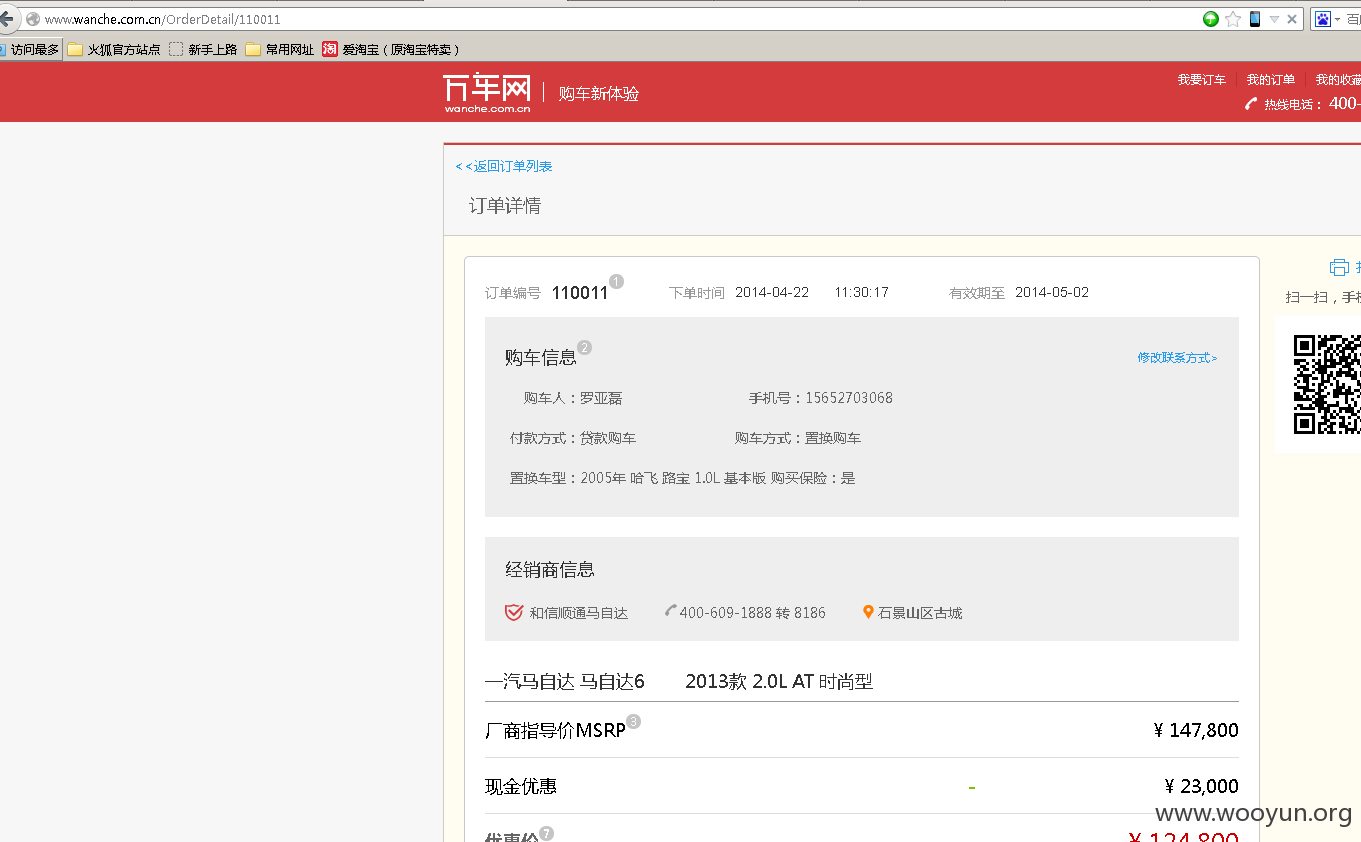 www.wanche.com.cn/OrderDetail/110011
访问最多 火狐官方站点 新手上路 常用网址 淘 爱淘宝（原淘宝特卖）
万车网 购车新体验
wanche.com.cn
我要订车 我的订单 我的收藏
热线电话： 400-
<<返回订单列表
订单详情
订单编号 110011 1 下单时间 2014-04-22 11:30:17 有效期至 2014-05-02
扫一扫，手机
购车信息 2 修改联系方式>
购车人：罗亚磊 手机号：15652703068
付款方式：贷款购车 购车方式：置换购车
置换车型：2005年 哈飞 路宝 1.0L 基本版 购买保险：是
经销商信息
和信顺通马自达 400-609-1888 转 8186 石景山区古城
一汽马自达 马自达6 2013款 2.0L AT 时尚型
厂商指导价MSRP 3 ¥ 147,800
现金优惠 - ¥ 23,000
www.wooyun.org
优惠价 7 ¥ 124,800